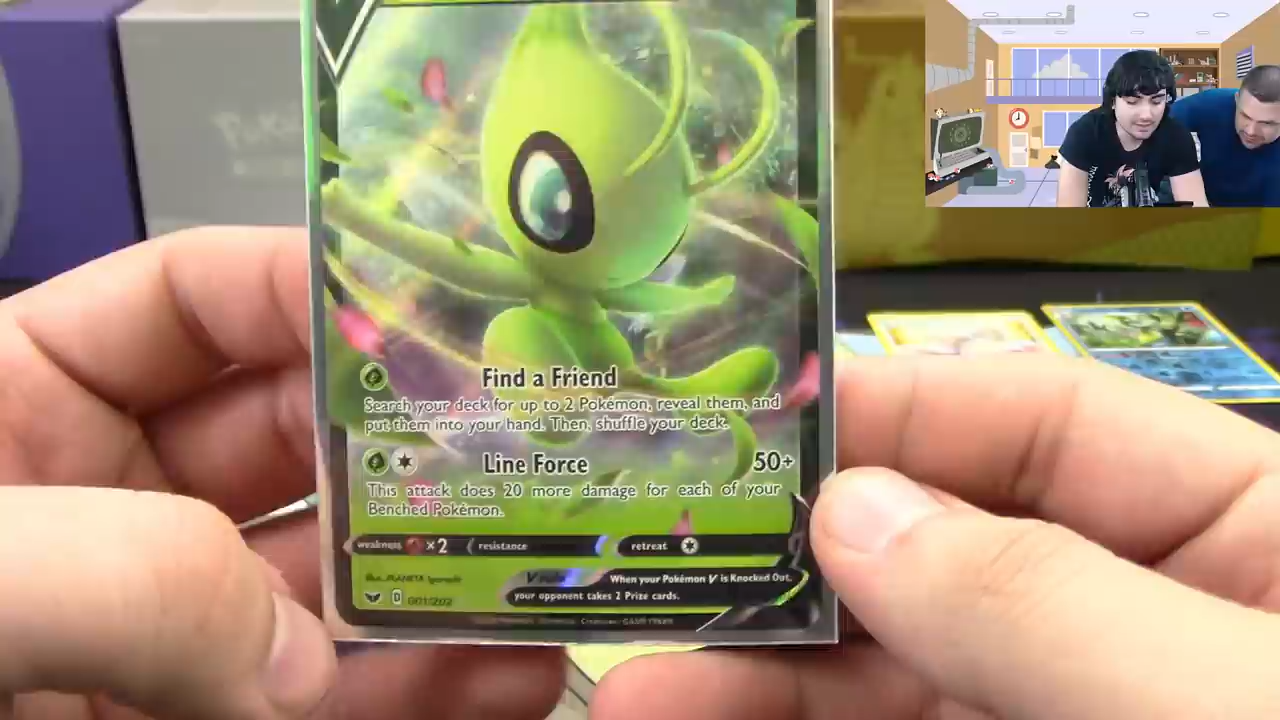 Find a Friend
Search your deck for up to 2 Pokémon, reveal them, and
put them into your hand. Then, shuffle your deck.
Line Force 50+
This attack does 20 more damage for each of your
Benched Pokémon.
weakness ×2 resistance retreat
V rule When your Pokémon V is Knocked Out,
your opponent takes 2 Prize cards.
D 001/202